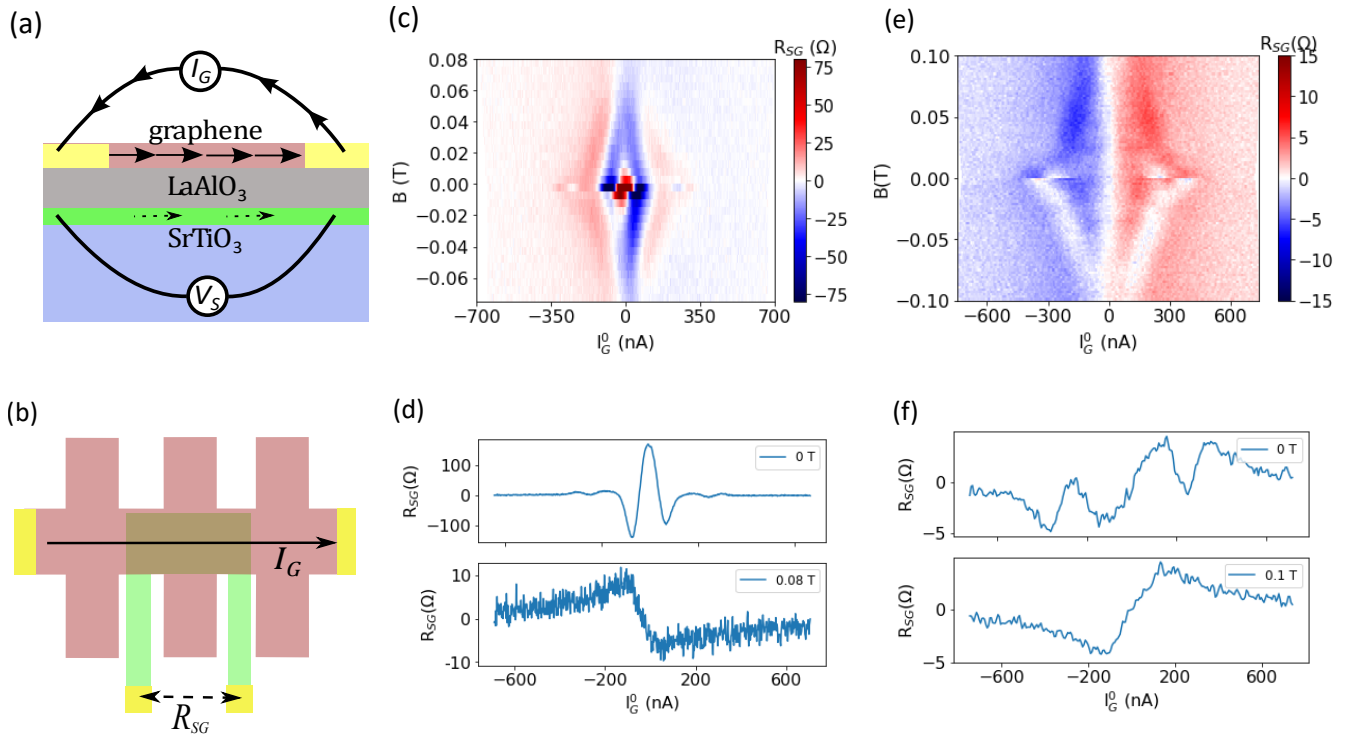 (a)
I_G
graphene
LaAlO₃
SrTiO₃
V_S
(b)
I_G
R_SG
(c)
R_SG (Ω)
0.08
0.06
0.04
0.02
0.00
−0.02
−0.04
−0.06
B (T)
−700 −350 0 350 700
I_G^0 (nA)
75
50
25
0
−25
−50
−75
(d)
100
0
−100
R_SG(Ω)
0 T
10
0
-10
R_SG(Ω)
0.08 T
−600 −200 200 600
I_G^0 (nA)
(e)
R_SG(Ω)
0.10
0.05
0.00
−0.05
−0.10
B(T)
−600 −300 0 300 600
I_G^0 (nA)
15
10
5
0
−5
−10
−15
(f)
0
−5
R_SG(Ω)
0 T
5
0
−5
R_SG(Ω)
0.1 T
−600 −200 200 600
I_G^0 (nA)